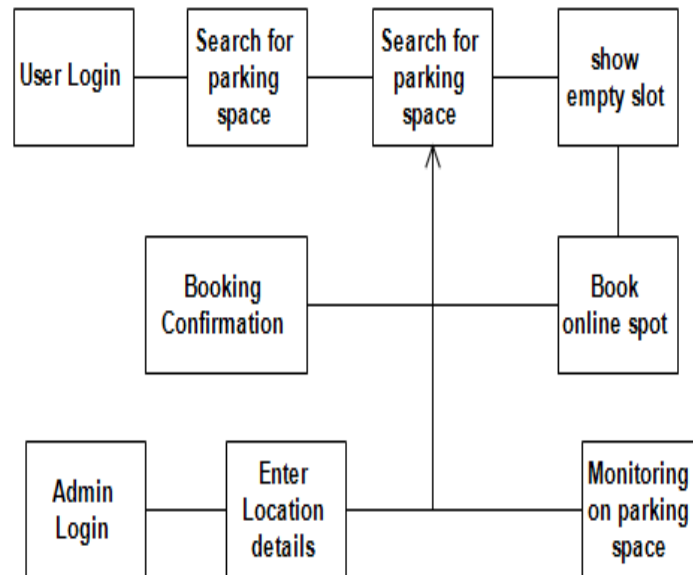 User Login
Search for
parking
space
Search for
parking
space
show
empty slot
Booking
Confirmation
Book
online spot
Admin
Login
Enter
Location
details
Monitoring
on parking
space